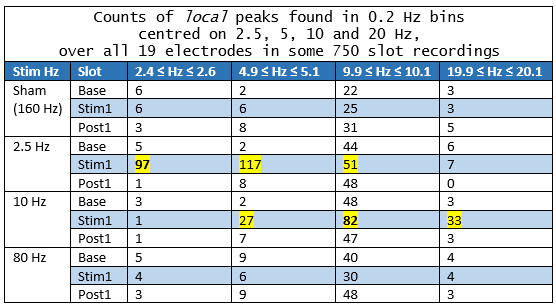 Counts of local peaks found in 0.2 Hz bins
centred on 2.5, 5, 10 and 20 Hz,
over all 19 electrodes in some 750 slot recordings
Stim Hz Slot 2.4 ≤ Hz ≤ 2.6 4.9 ≤ Hz ≤ 5.1 9.9 ≤ Hz ≤ 10.1 19.9 ≤ Hz ≤ 20.1
Sham Base 6 2 22 3
(160 Hz) Stim1 6 6 25 3
Post1 3 8 31 5
2.5 Hz Base 5 2 44 6
Stim1 97 117 51 7
Post1 1 8 48 0
10 Hz Base 3 2 48 3
Stim1 1 27 82 33
Post1 1 7 47 3
80 Hz Base 5 9 40 4
Stim1 4 6 30 4
Post1 3 9 48 3